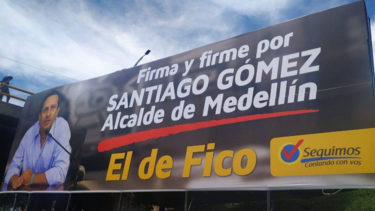 Firma y firme por
SANTIAGO GÓMEZ
Alcalde de Medellín
El de Fico
Seguimos
Contando con vos